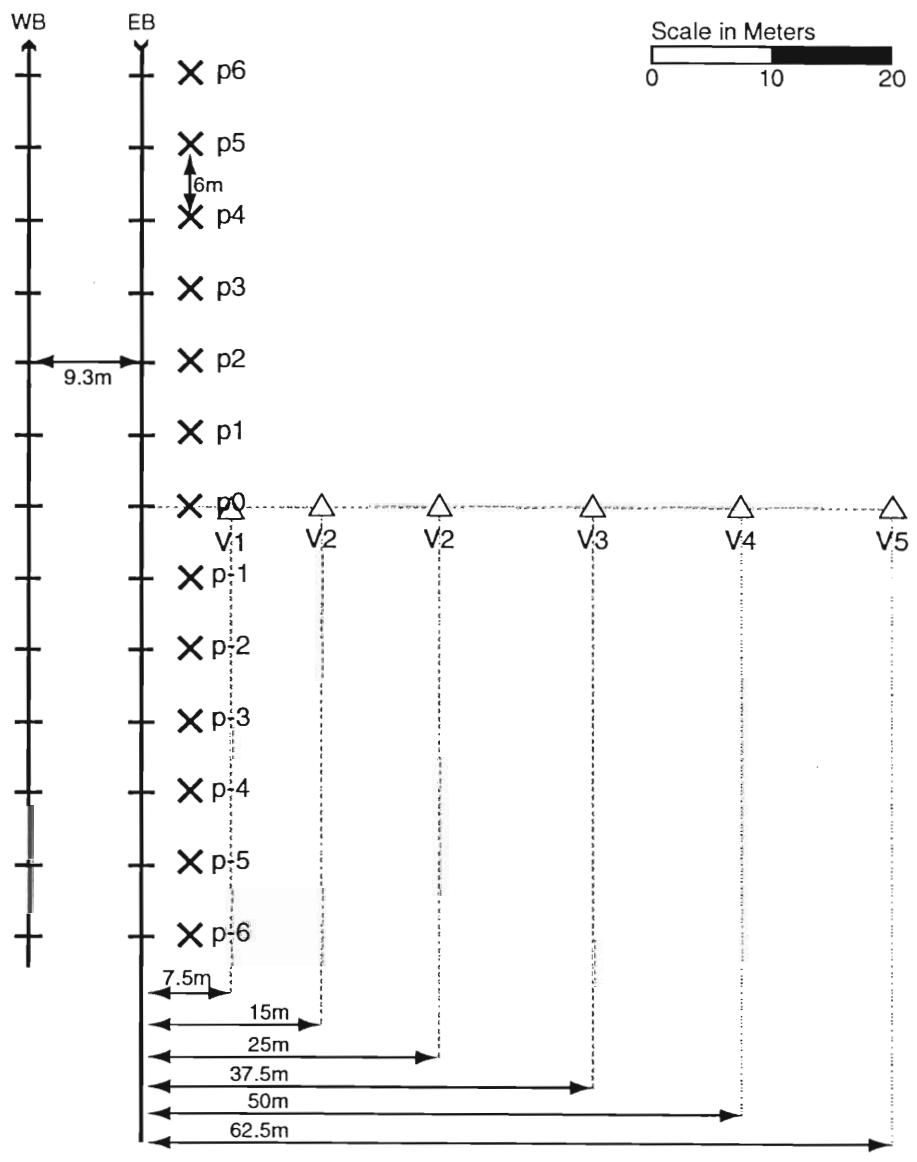 WB EB
Scale in Meters
0 10 20
p6
p5
6m
p4
p3
p2
9.3m
p1
p0
V1 V2 V2 V3 V4 V5
p-1
p-2
p-3
p-4
p-5
p-6
7.5m
15m
25m
37.5m
50m
62.5m